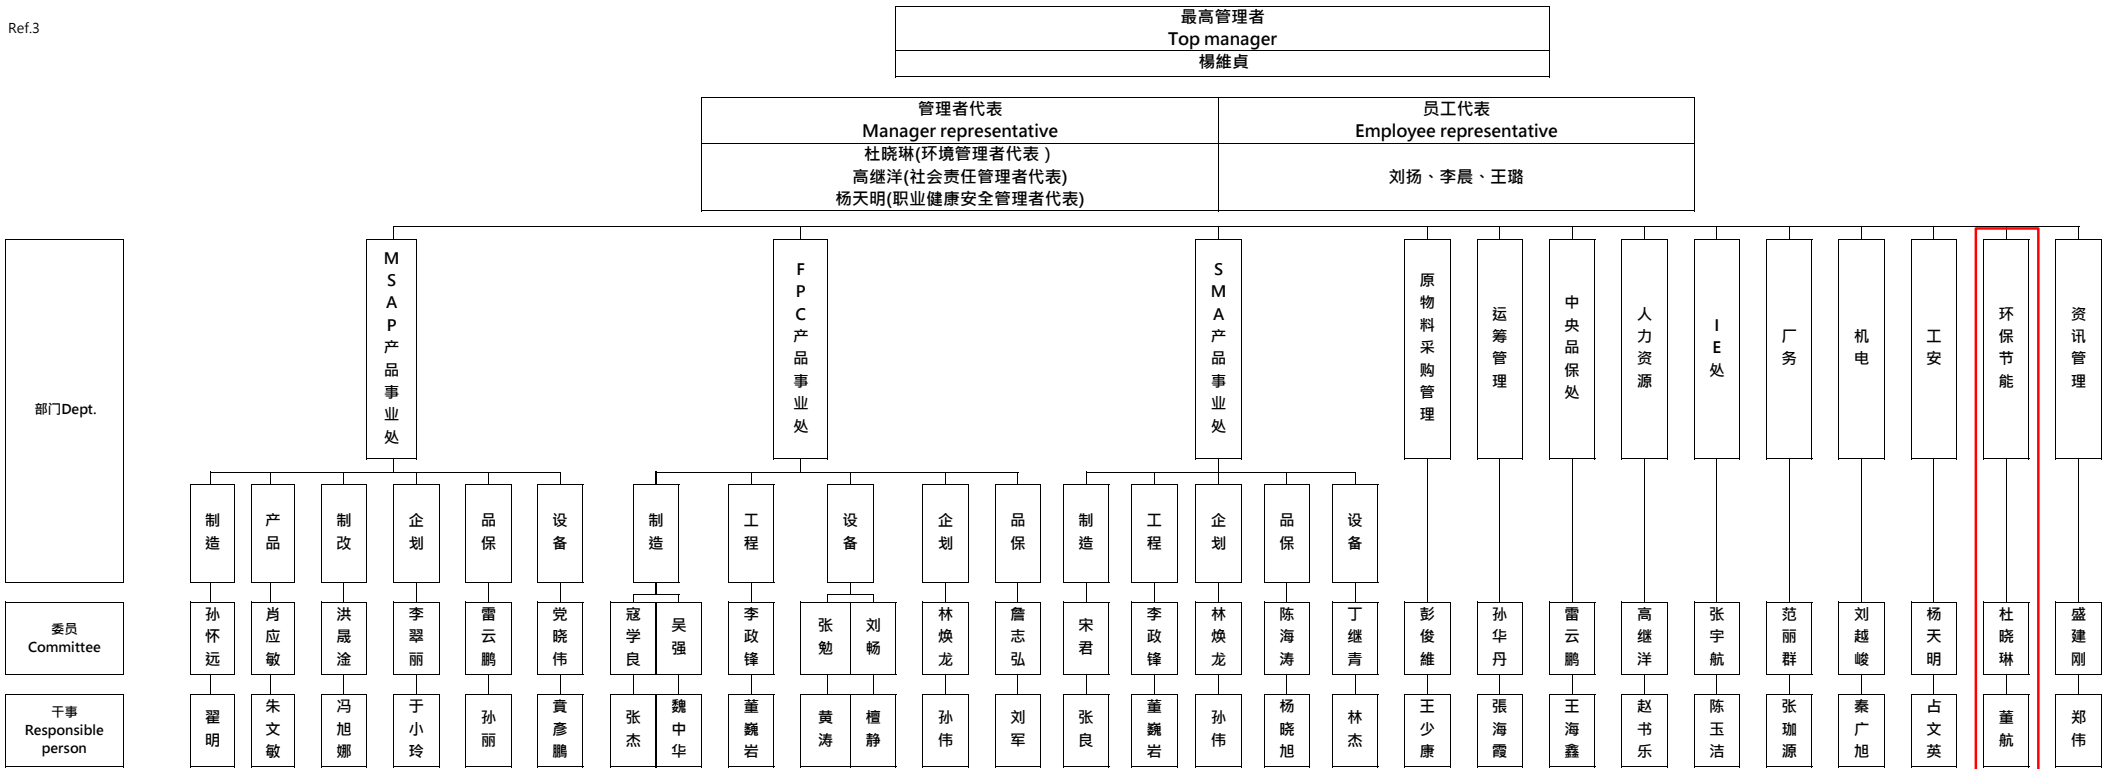 Ref.3
最高管理者
Top manager
楊維貞
管理者代表
Manager representative
杜晓琳(环境管理者代表 )
高继洋(社会责任管理者代表)
杨天明(职业健康安全管理者代表)
员工代表
Employee representative
刘扬、李晨、王璐
部门Dept.
MSAP产品事业处
FPC产品事业处
SMA产品事业处
原物料采购管理
运筹管理
中央品保处
人力资源
IE处
厂务
机电
工安
环保节能
资讯管理
制造
产品
制改
企划
品保
设备
制造
工程
设备
企划
品保
制造
工程
企划
品保
设备
委员
Committee
孙怀远
肖应敏
洪晟淦
李翠丽
雷云鹏
党晓伟
寇学良
吴强
李政锋
张勉
刘畅
林焕龙
詹志弘
宋君
李政锋
林焕龙
陈海涛
丁继青
彭俊維
孙华丹
雷云鹏
高继洋
张宇航
范丽群
刘越峻
杨天明
杜晓琳
盛建刚
干事
Responsible
person
翟明
朱文敏
冯旭娜
于小玲
孙丽
賁彥鵬
张杰
魏中华
董巍岩
黄涛
檀静
孙伟
刘军
张良
董巍岩
孙伟
杨晓旭
林杰
王少康
張海霞
王海鑫
赵书乐
陈玉洁
张珈源
秦广旭
占文英
董航
郑伟